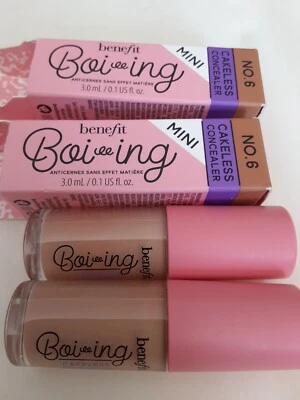 benefit
Boi-ing
MINI
CAKELESS
CONCEALER
NO. 6
ANTICERNES SANS EFFET MATIÈRE
3.0 mL / 0.1 US fl. oz.
benefit
Boi-ing
MINI
CAKELESS
CONCEALER
NO. 6
ANTICERNES SANS EFFET MATIÈRE
3.0 mL / 0.1 US fl. oz.
Boi-ing
benefit
Boi-ing
CAKELESS
benefit